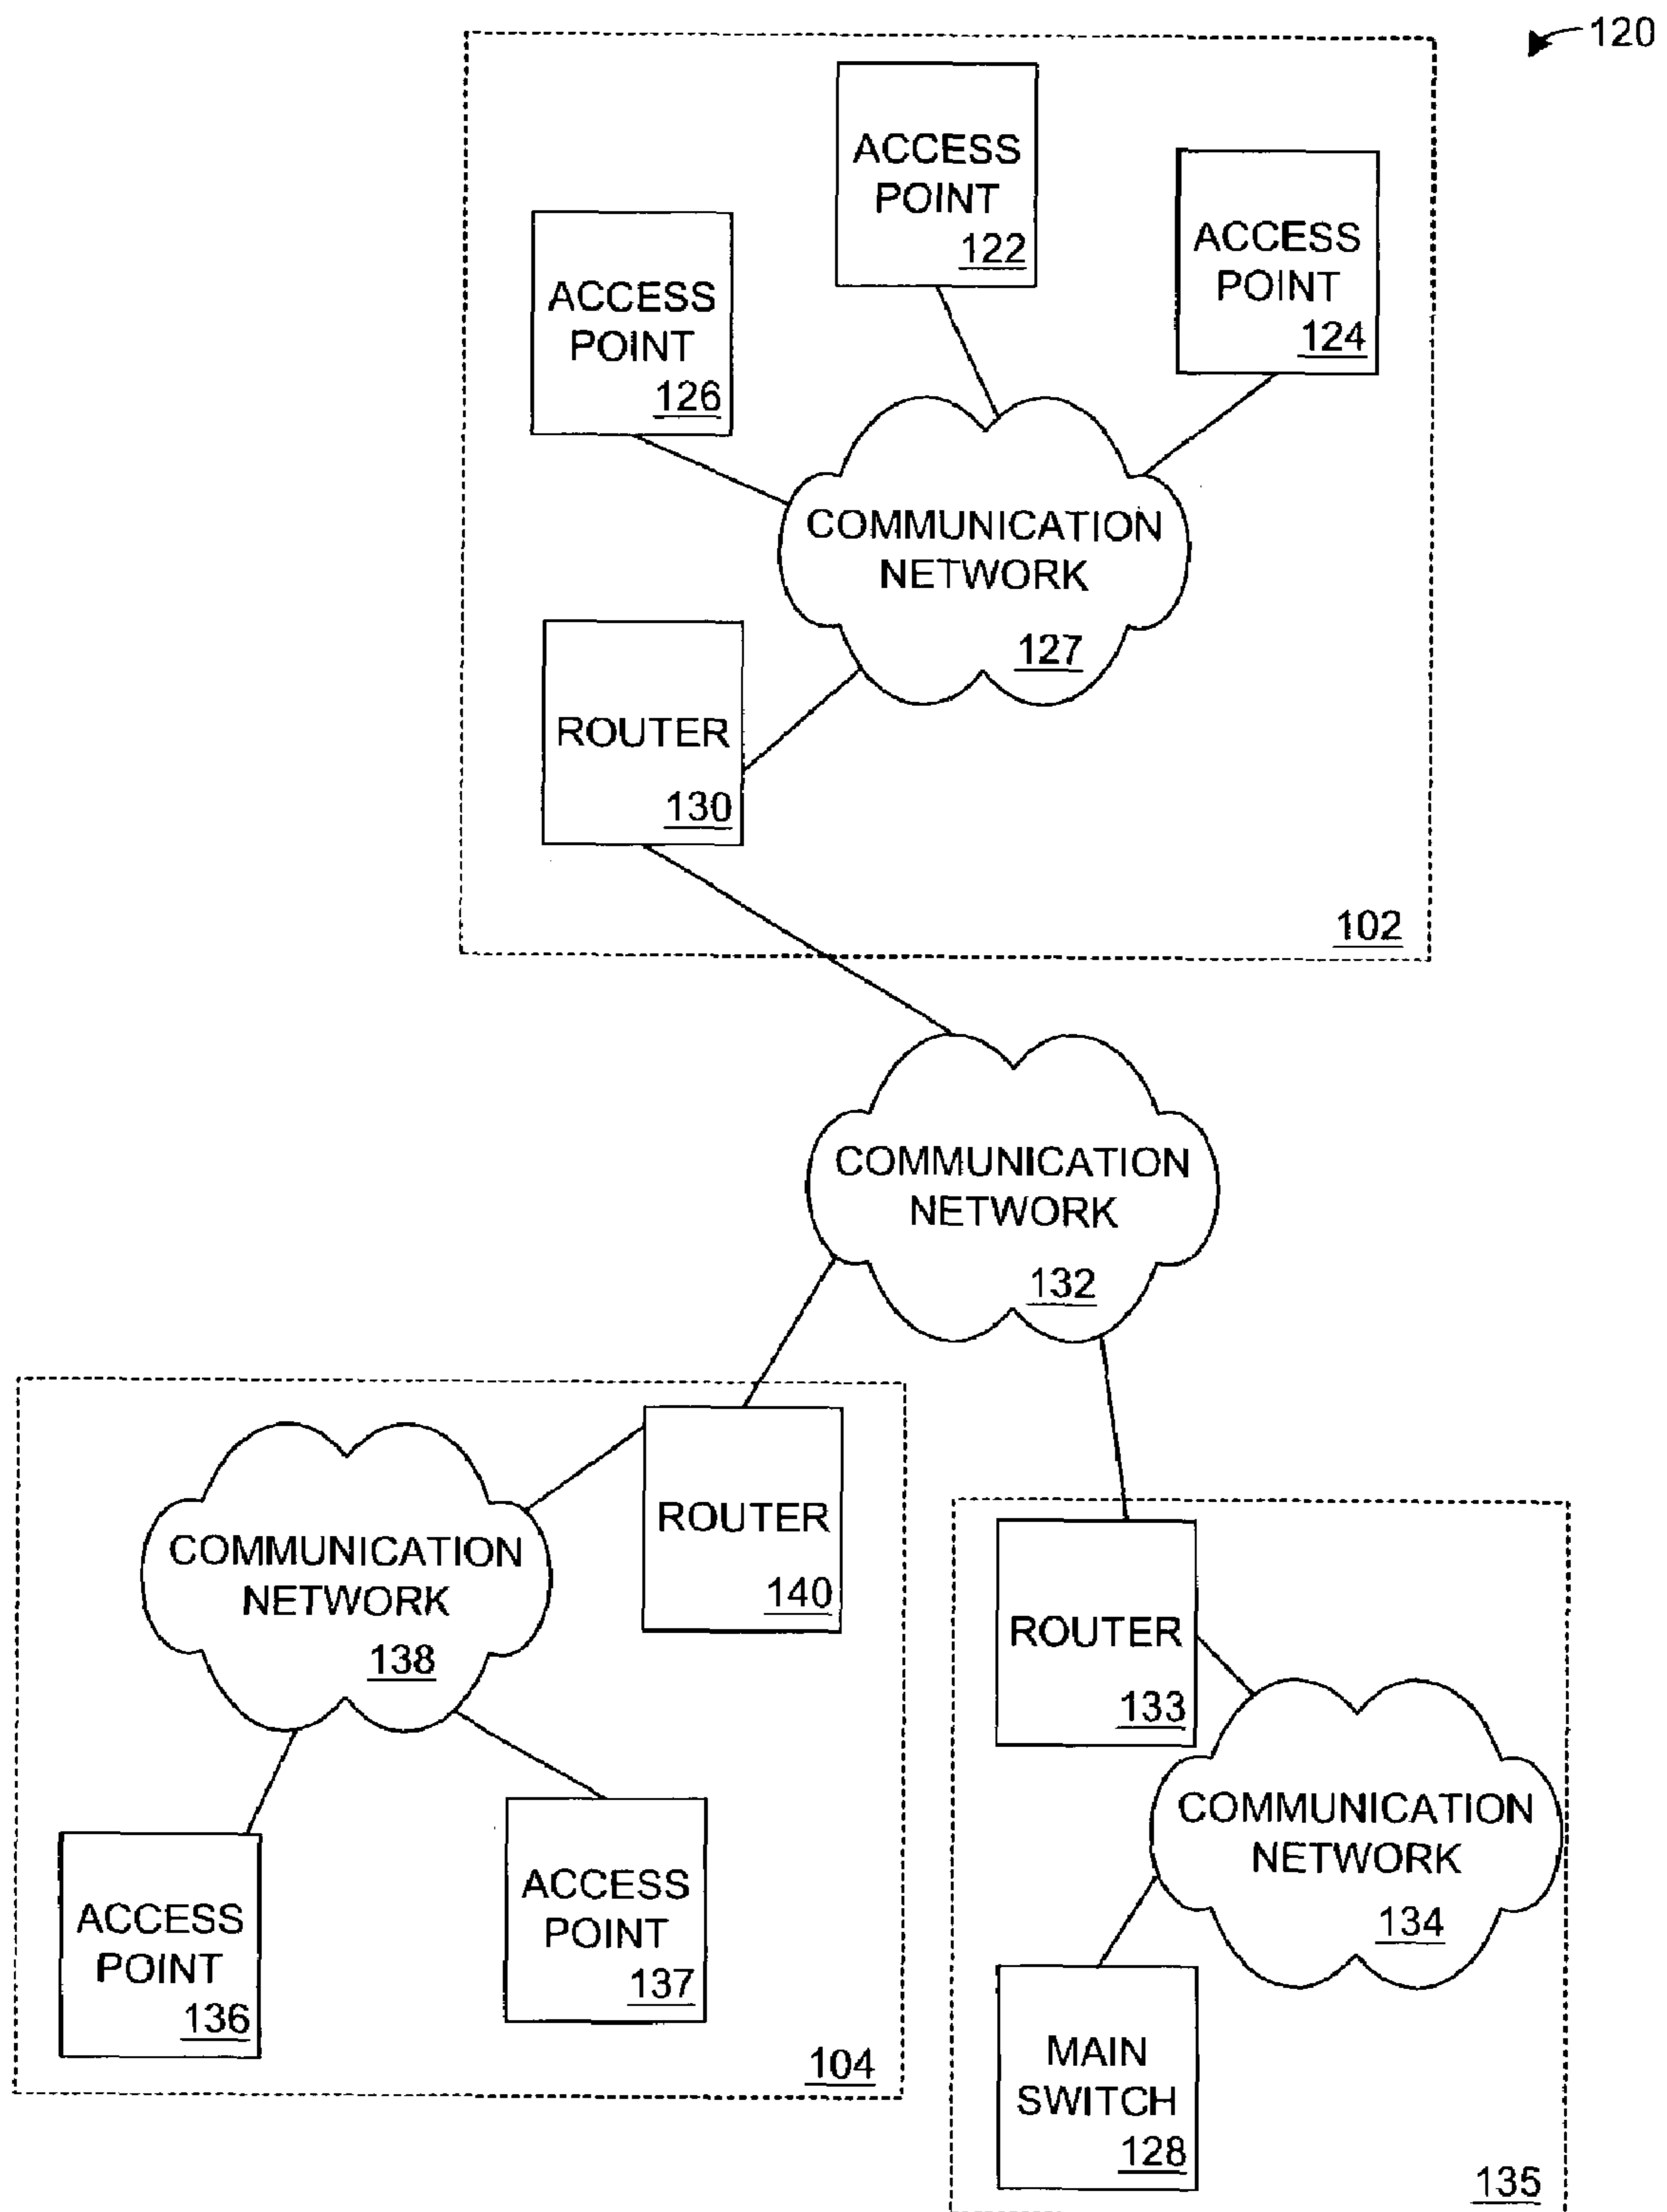 120
ACCESS
POINT
122
ACCESS
POINT
124
ACCESS
POINT
126
COMMUNICATION
NETWORK
127
ROUTER
130
102
COMMUNICATION
NETWORK
132
ROUTER
140
COMMUNICATION
NETWORK
138
ACCESS
POINT
136
ACCESS
POINT
137
104
ROUTER
133
COMMUNICATION
NETWORK
134
MAIN
SWITCH
128
135